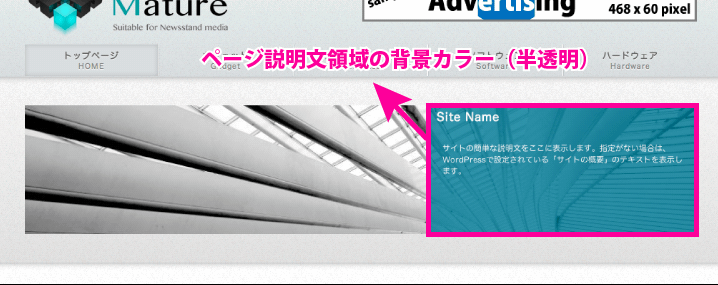 Mature
Suitable for Newsstand media
Advertising
468 x 60 pixel
トップページ
HOME
ハードウェア
Hardware
ページ説明文領域の背景カラー（半透明）
Site Name
サイトの簡単な説明文をここに表示します。指定がない場合は、
WordPressで設定されている「サイトの概要」のテキストを表示し
ます。